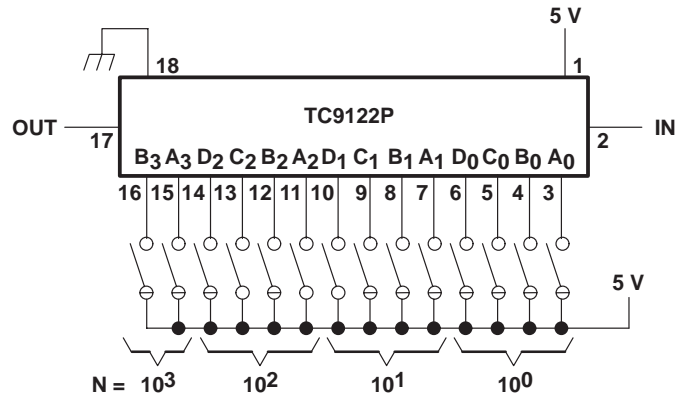 5 V
18 1
TC9122P
OUT IN
17 2
B3 A3 D2 C2 B2 A2 D1 C1 B1 A1 D0 C0 B0 A0
16 15 14 13 12 11 10 9 8 7 6 5 4 3
5 V
N = 10³ 10² 10¹ 10⁰